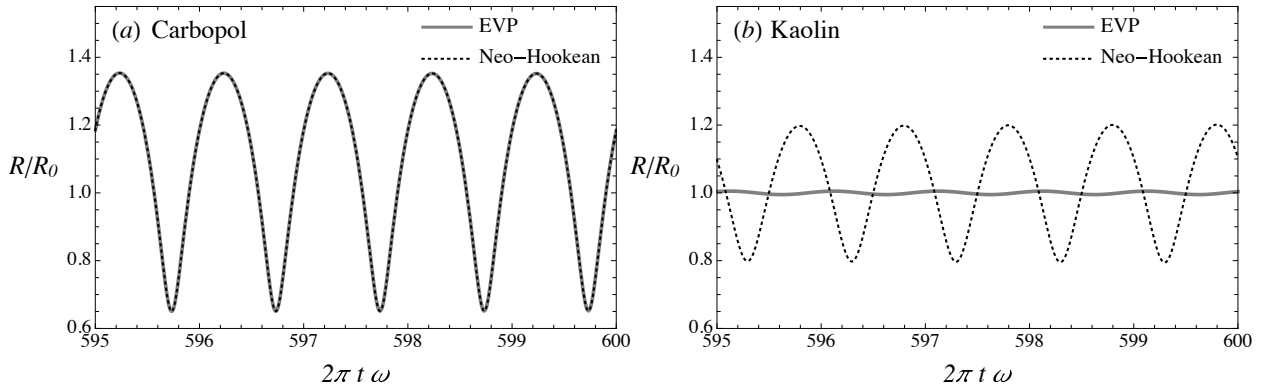 (a) Carbopol
EVP
Neo−Hookean
R/R0
1.4
1.2
1.0
0.8
0.6
595 596 597 598 599 600
2π t ω
(b) Kaolin
EVP
Neo−Hookean
R/R0
1.4
1.2
1.0
0.8
0.6
595 596 597 598 599 600
2π t ω